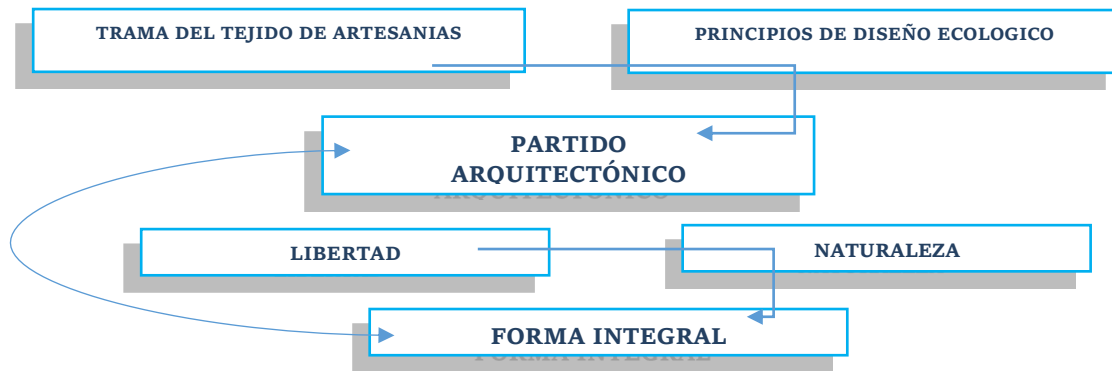 TRAMA DEL TEJIDO DE ARTESANIAS
PRINCIPIOS DE DISEÑO ECOLOGICO
PARTIDO
ARQUITECTÓNICO
LIBERTAD
NATURALEZA
FORMA INTEGRAL